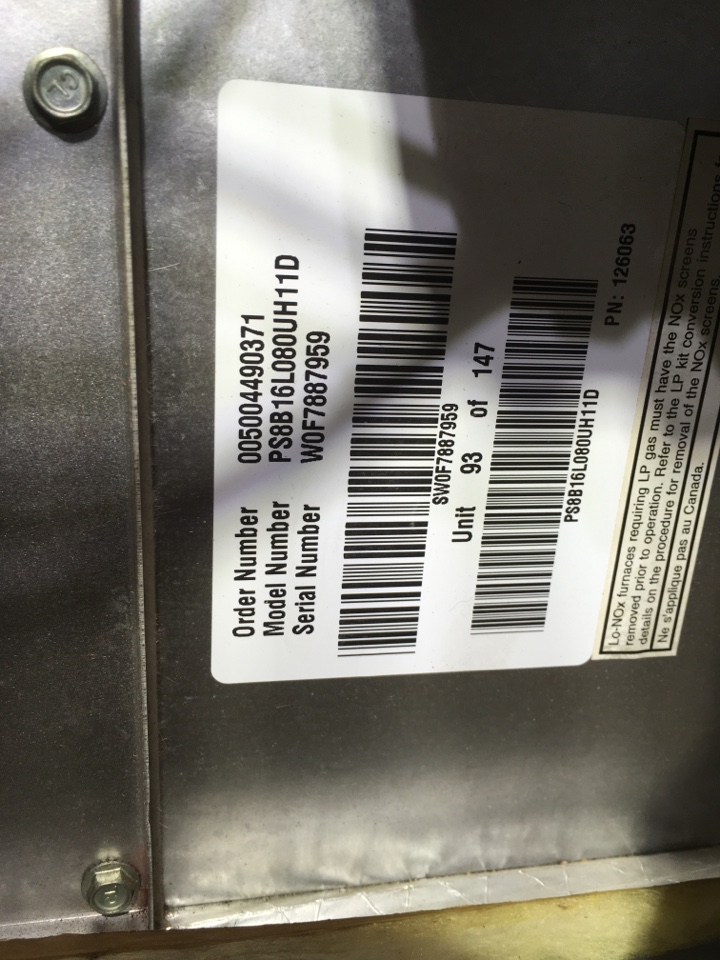 Order Number 005004490371
Model Number PS8B16L080UH11D
Serial Number W0F7887959
SW0F7887959
Unit 93 of 147
PS8B16L080UH11D
PN: 126063
Lo-NOx furnaces requiring LP gas must have the NOx screens
removed prior to operation. Refer to the LP kit conversion instructions
details on the procedure for removal of the NOx screens.
Ne s'applique pas au Canada.